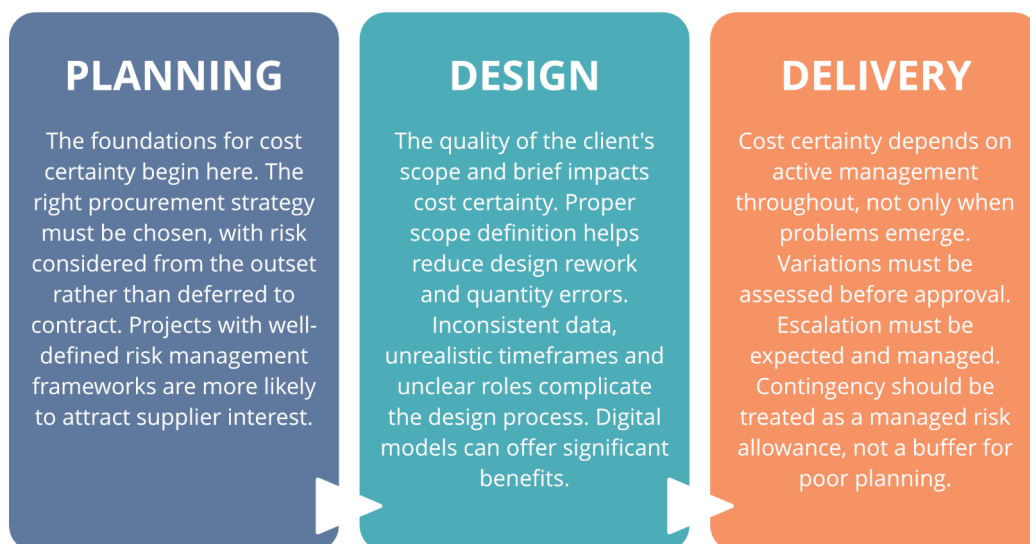 PLANNING
The foundations for cost
certainty begin here. The
right procurement strategy
must be chosen, with risk
considered from the outset
rather than deferred to
contract. Projects with well-
defined risk management
frameworks are more likely
to attract supplier interest.
DESIGN
The quality of the client's
scope and brief impacts
cost certainty. Proper
scope definition helps
reduce design rework
and quantity errors.
Inconsistent data,
unrealistic timeframes and
unclear roles complicate
the design process. Digital
models can offer significant
benefits.
DELIVERY
Cost certainty depends on
active management
throughout, not only when
problems emerge.
Variations must be
assessed before approval.
Escalation must be
expected and managed.
Contingency should be
treated as a managed risk
allowance, not a buffer for
poor planning.